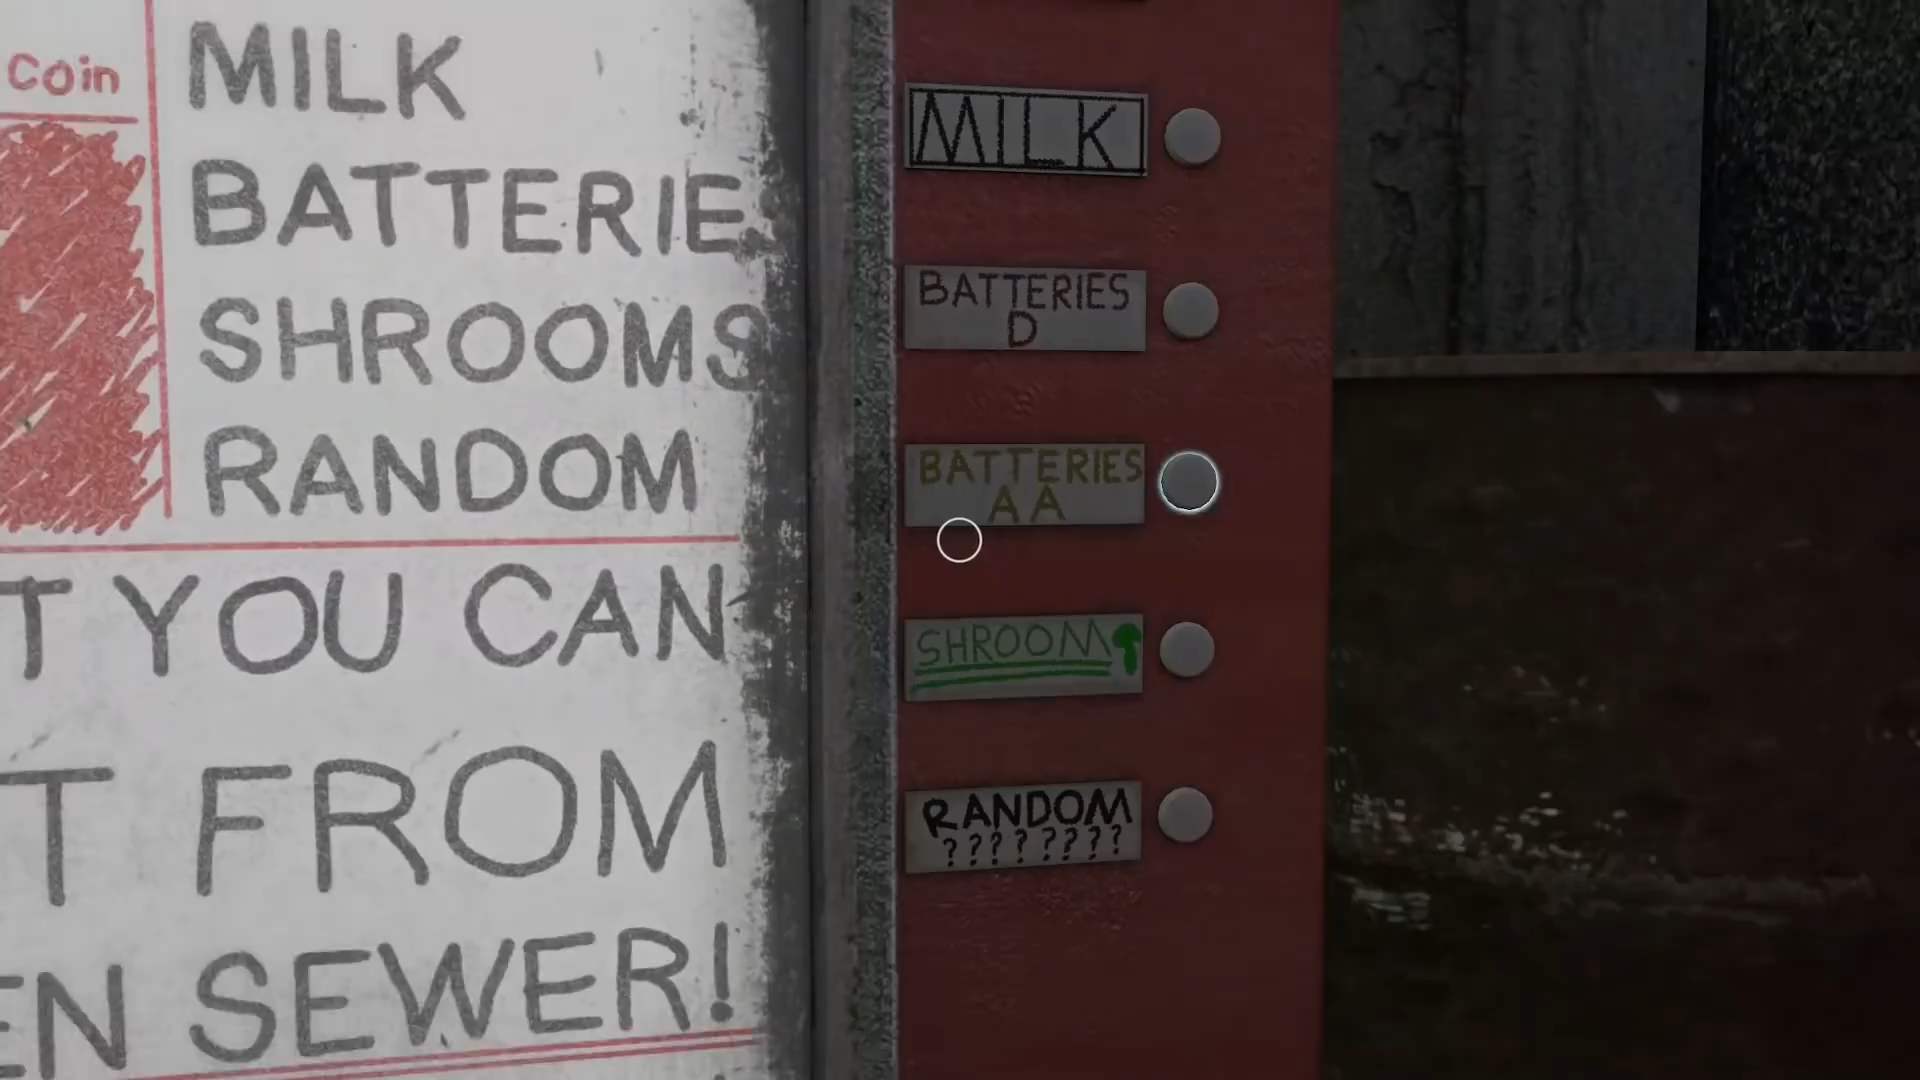 Coin
MILK
BATTERIE
SHROOMS
RANDOM
T YOU CAN
T FROM
EN SEWER!
MILK
BATTERIES
D
BATTERIES
AA
SHROOM
RANDOM
????????